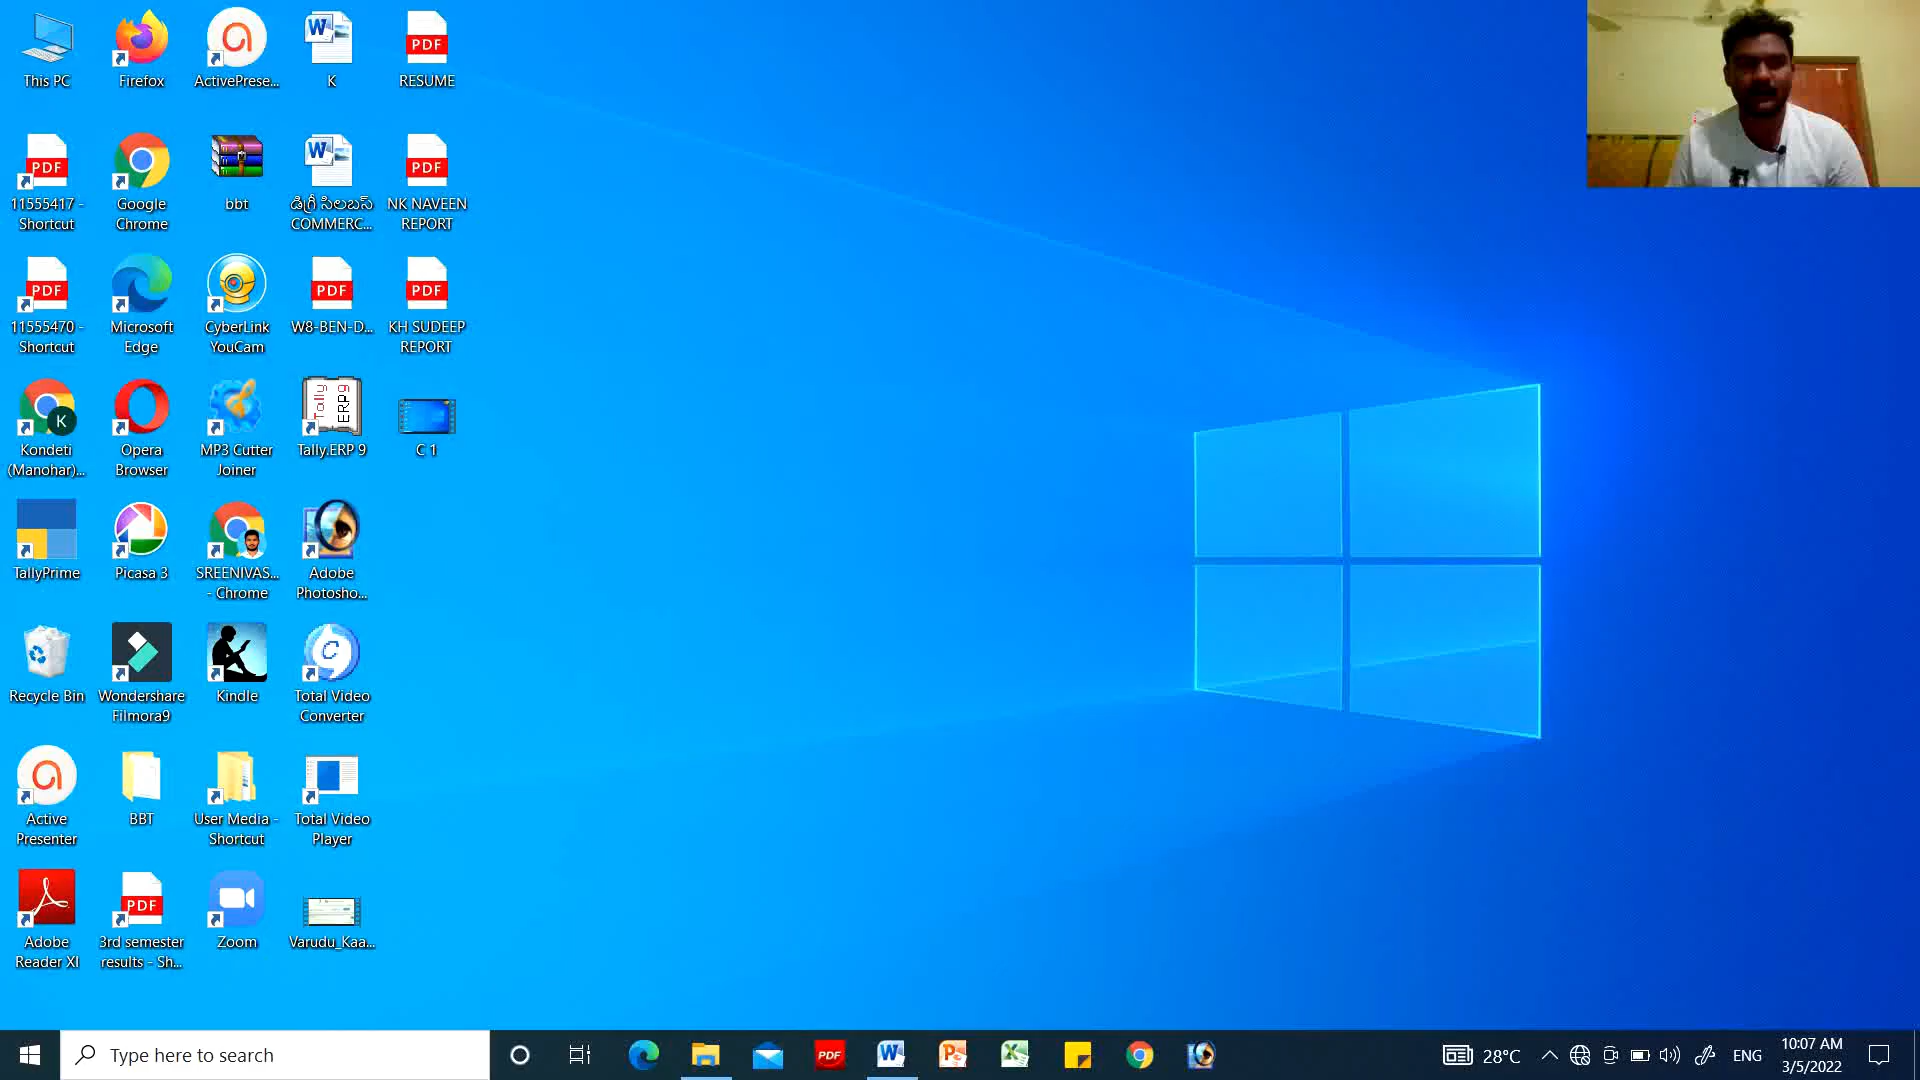 This PC
Firefox
ActivePrese...
K
RESUME
11555417 -
Shortcut
Google
Chrome
bbt
డిగ్రీ సిలబస్
COMMERC...
NK NAVEEN
REPORT
11555470 -
Shortcut
Microsoft
Edge
CyberLink
YouCam
W8-BEN-D...
KH SUDEEP
REPORT
Kondeti
(Manohar)...
Opera
Browser
MP3 Cutter
Joiner
Tally.ERP 9
C 1
TallyPrime
Picasa 3
SREENIVAS...
- Chrome
Adobe
Photosho...
Recycle Bin
Wondershare
Filmora9
Kindle
Total Video
Converter
Active
Presenter
BBT
User Media -
Shortcut
Total Video
Player
Adobe
Reader XI
3rd semester
results - Sh...
Zoom
Varudu_Kaa...
Type here to search
28°C
ENG
10:07 AM
3/5/2022